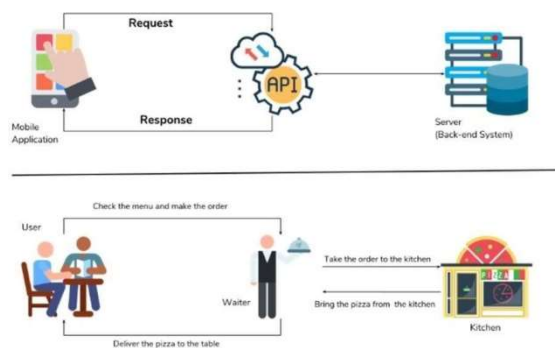 Request
API
Response
Mobile
Application
Server
(Back-end System)
Check the menu and make the order
User
Take the order to the kitchen
PIZZA
Bring the pizza from the kitchen
Waiter
Kitchen
Deliver the pizza to the table